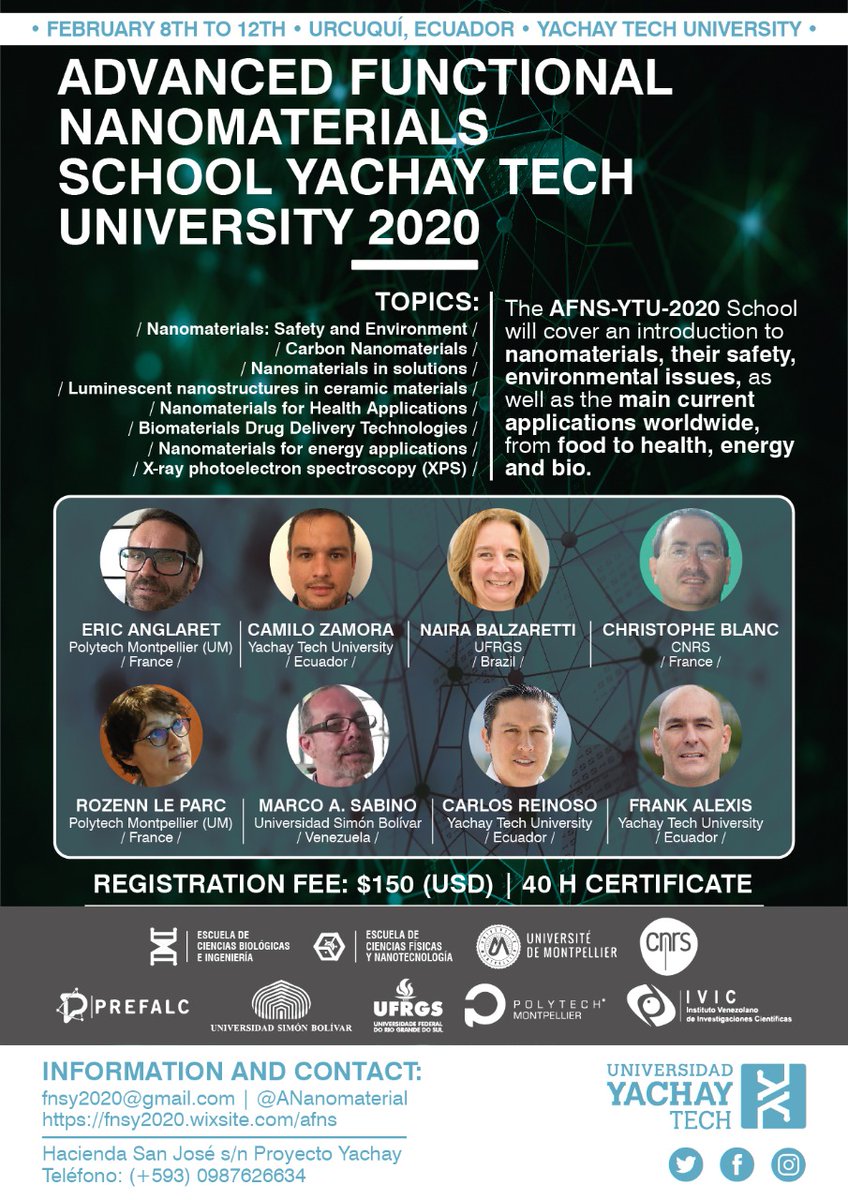 • FEBRUARY 8TH TO 12TH • URCUQUÍ, ECUADOR • YACHAY TECH UNIVERSITY •
ADVANCED FUNCTIONAL
NANOMATERIALS
SCHOOL YACHAY TECH
UNIVERSITY 2020
TOPICS:
/ Nanomaterials: Safety and Environment /
/ Carbon Nanomaterials /
/ Nanomaterials in solutions /
/ Luminescent nanostructures in ceramic materials /
/ Nanomaterials for Health Applications /
/ Biomaterials Drug Delivery Technologies /
/ Nanomaterials for energy applications /
/ X-ray photoelectron spectroscopy (XPS) /
The AFNS-YTU-2020 School
will cover an introduction to
nanomaterials, their safety,
environmental issues, as
well as the main current
applications worldwide,
from food to health, energy
and bio.
ERIC ANGLARET
Polytech Montpellier (UM)
/ France /
CAMILO ZAMORA
Yachay Tech University
/ Ecuador /
NAIRA BALZARETTI
UFRGS
/ Brazil /
CHRISTOPHE BLANC
CNRS
/ France /
ROZENN LE PARC
Polytech Montpellier (UM)
/ France /
MARCO A. SABINO
Universidad Simón Bolívar
/ Venezuela /
CARLOS REINOSO
Yachay Tech University
/ Ecuador /
FRANK ALEXIS
Yachay Tech University
/ Ecuador /
REGISTRATION FEE: $150 (USD) | 40 H CERTIFICATE
ESCUELA DE
CIENCIAS BIOLÓGICAS
E INGENIERÍA
ESCUELA DE
CIENCIAS FÍSICAS
Y NANOTECNOLOGÍA
UNIVERSITÉ
DE MONTPELLIER
cnrs
PREFALC
UNIVERSIDAD SIMÓN BOLÍVAR
UFRGS
UNIVERSIDADE FEDERAL
DO RIO GRANDE DO SUL
POLYTECH
MONTPELLIER
IVIC
Instituto Venezolano
de Investigaciones Científicas
INFORMATION AND CONTACT:
fnsy2020@gmail.com | @ANanomaterial
https://fnsy2020.wixsite.com/afns
Hacienda San José s/n Proyecto Yachay
Teléfono: (+593) 0987626634
UNIVERSIDAD
YACHAY
TECH